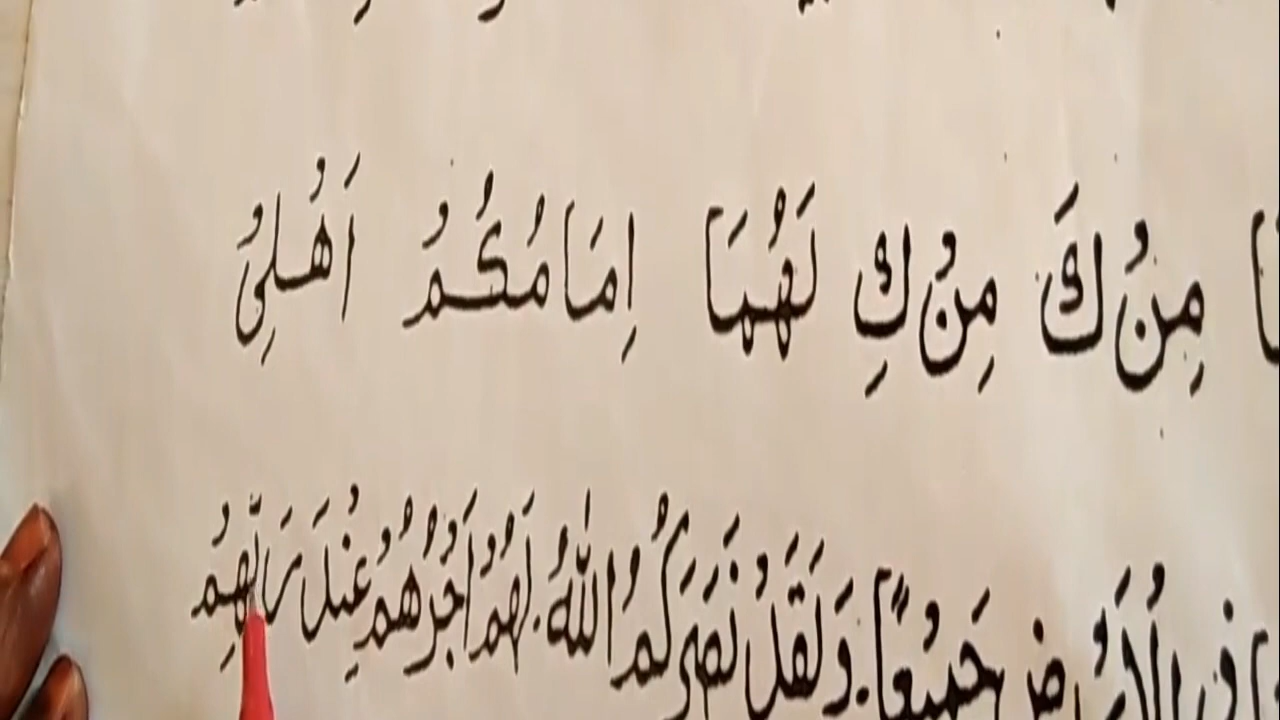 مِنْكَ مِنْكِ لَهُمَا اِمَامُكُمْ اَهْلِيْ
فِي الْاَرْضِ جَمِيْعًا. وَلَقَدْ نَصَرَكُمُ اللّٰهُ. لَهُمْ اَجْرُهُمْ عِنْدَ رَبِّهِمْ